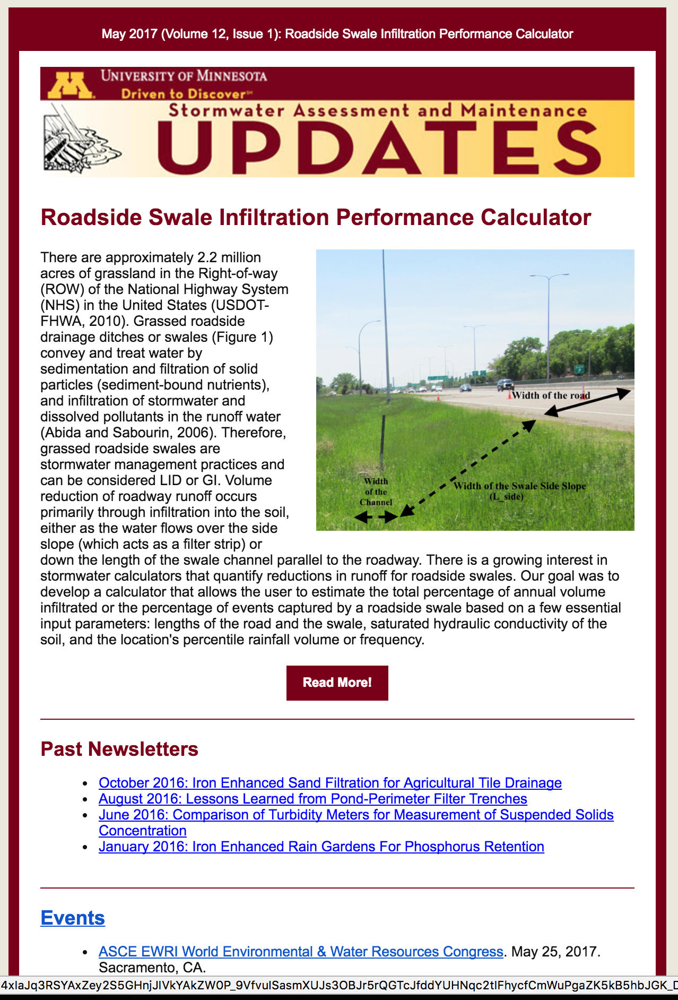 May 2017 (Volume 12, Issue 1): Roadside Swale Infiltration Performance Calculator
UNIVERSITY OF MINNESOTA
Driven to Discover℠
Stormwater Assessment and Maintenance
UPDATES
Roadside Swale Infiltration Performance Calculator
There are approximately 2.2 million
acres of grassland in the Right-of-way
(ROW) of the National Highway System
(NHS) in the United States (USDOT-
FHWA, 2010). Grassed roadside
drainage ditches or swales (Figure 1)
convey and treat water by
sedimentation and filtration of solid
particles (sediment-bound nutrients),
and infiltration of stormwater and
dissolved pollutants in the runoff water
(Abida and Sabourin, 2006). Therefore,
grassed roadside swales are
stormwater management practices and
can be considered LID or GI. Volume
reduction of roadway runoff occurs
primarily through infiltration into the soil,
either as the water flows over the side
slope (which acts as a filter strip) or
down the length of the swale channel parallel to the roadway. There is a growing interest in
stormwater calculators that quantify reductions in runoff for roadside swales. Our goal was to
develop a calculator that allows the user to estimate the total percentage of annual volume
infiltrated or the percentage of events captured by a roadside swale based on a few essential
input parameters: lengths of the road and the swale, saturated hydraulic conductivity of the
soil, and the location's percentile rainfall volume or frequency.
Width of the road
Width
of the
Channel
Width of the Swale Side Slope
(L_side)
Read More!
Past Newsletters
October 2016: Iron Enhanced Sand Filtration for Agricultural Tile Drainage
August 2016: Lessons Learned from Pond-Perimeter Filter Trenches
June 2016: Comparison of Turbidity Meters for Measurement of Suspended Solids
Concentration
January 2016: Iron Enhanced Rain Gardens For Phosphorus Retention
Events
ASCE EWRI World Environmental & Water Resources Congress. May 25, 2017.
Sacramento, CA.